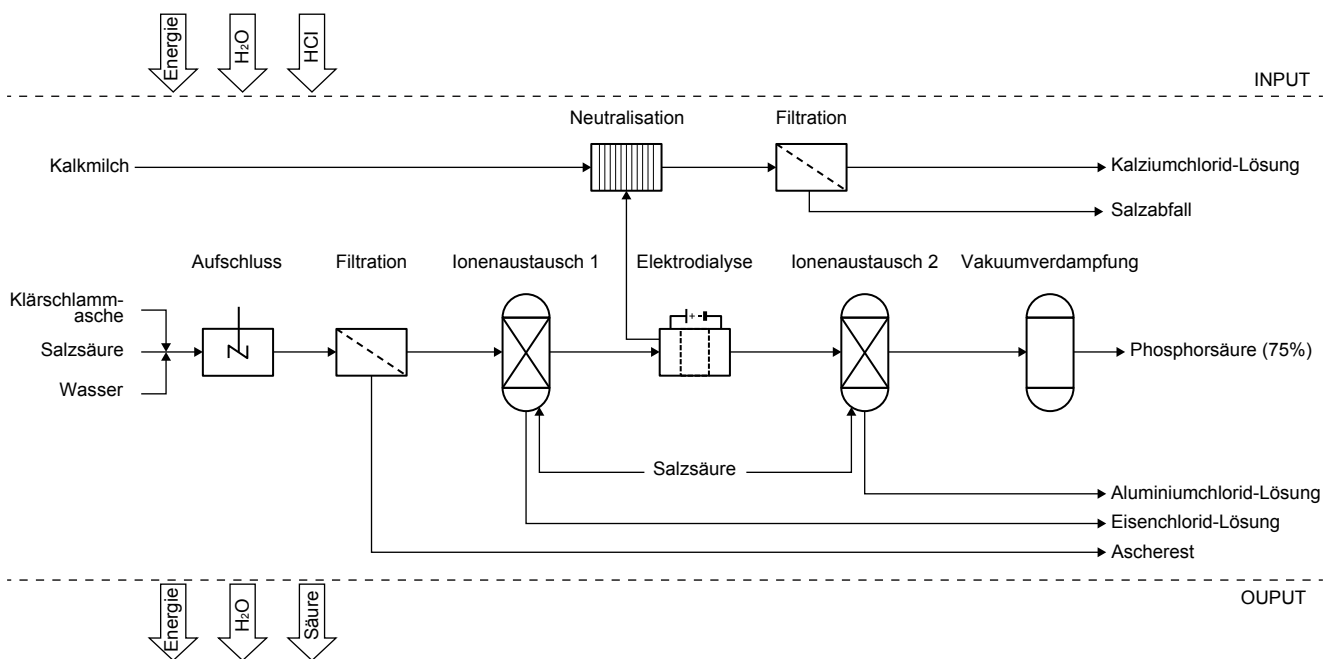 Energie
H₂O
HCl
INPUT
Neutralisation
Filtration
Kalkmilch
Kalziumchlorid-Lösung
Salzabfall
Aufschluss
Filtration
Ionenaustausch 1
Elektrodialyse
Ionenaustausch 2
Vakuumverdampfung
Klärschlamm-
asche
Salzsäure
Wasser
+ -
Phosphorsäure (75%)
Salzsäure
Aluminiumchlorid-Lösung
Eisenchlorid-Lösung
Ascherest
OUPUT
Energie
H₂O
Säure